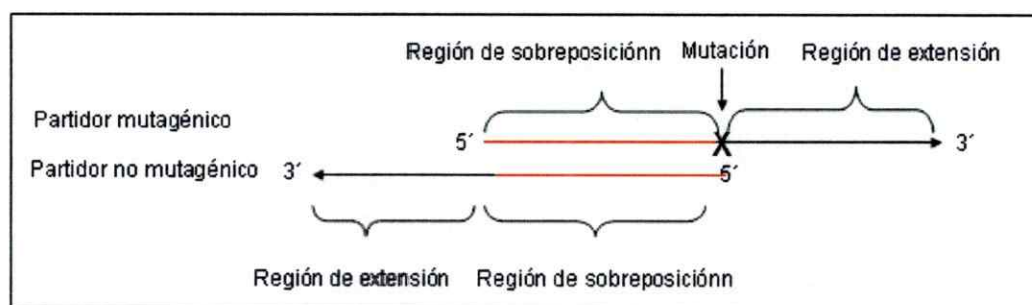 Región de sobreposiciónn Mutación Región de extensión
Partidor mutagénico
5´ X 3´
Partidor no mutagénico 3´ 5´
Región de extensión Región de sobreposiciónn